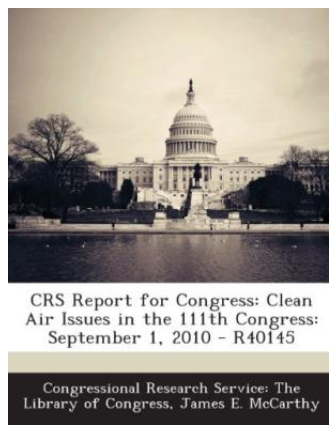 CRS Report for Congress: Clean
Air Issues in the 111th Congress:
September 1, 2010 - R40145
Congressional Research Service: The
Library of Congress, James E. McCarthy